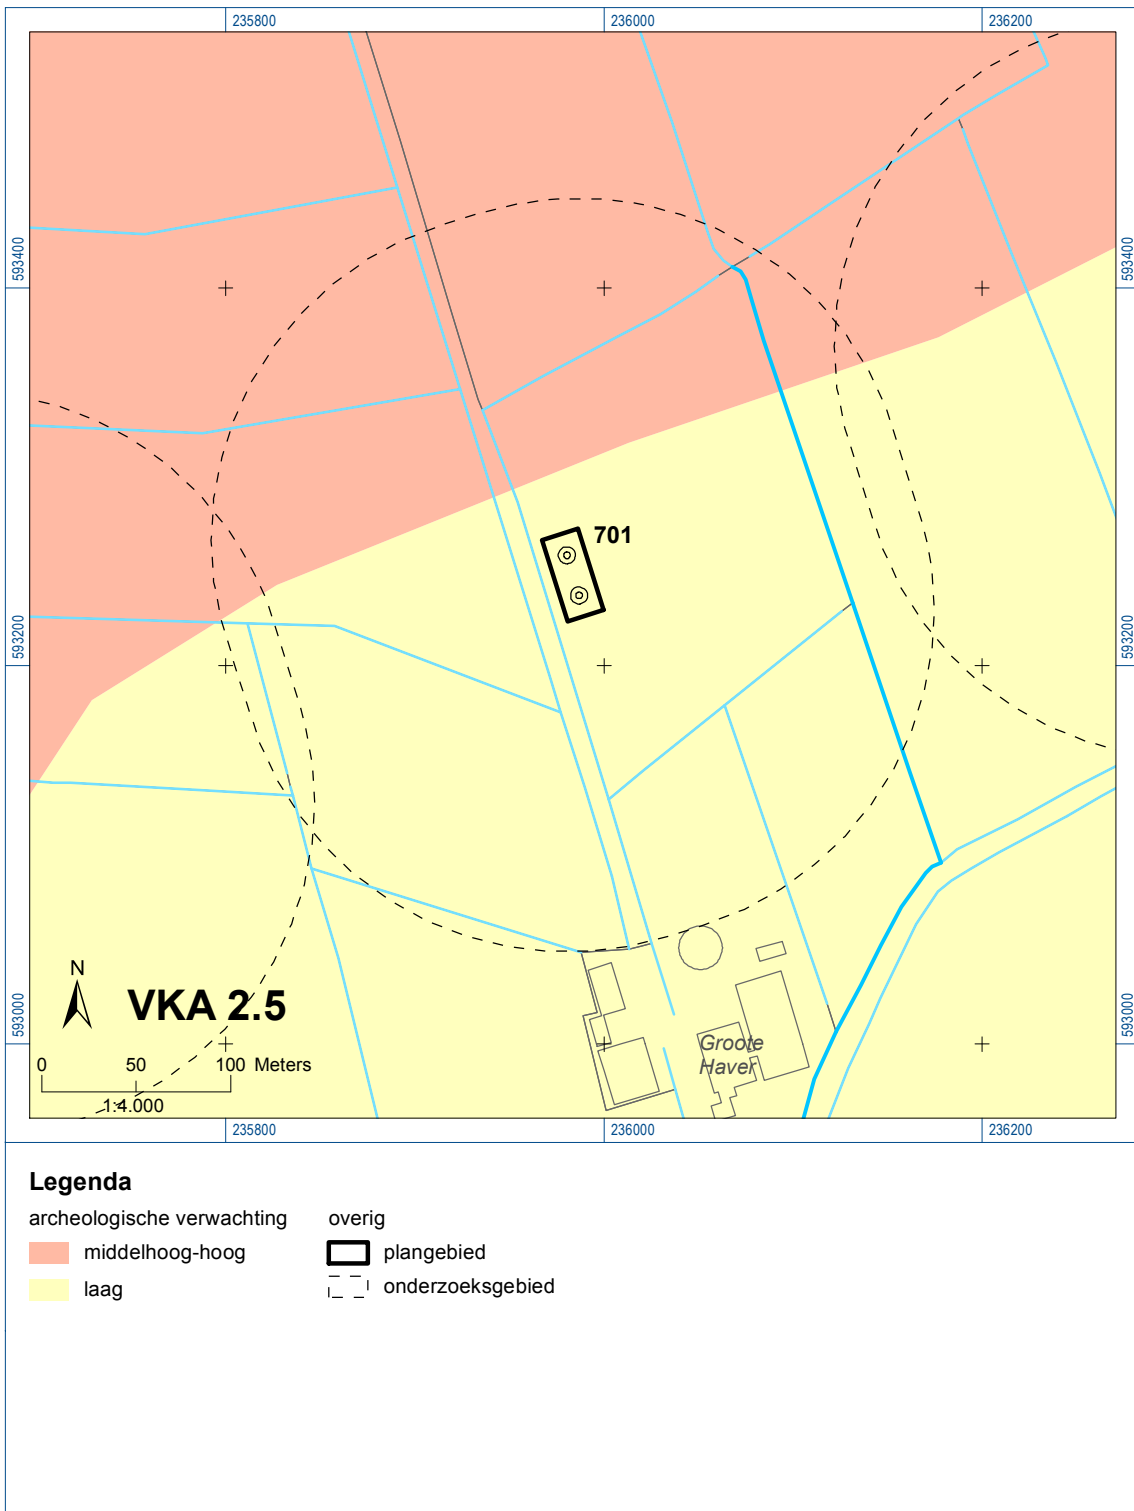 235800 236000 236200
593400 593400
701
593200 593200
N
VKA 2.5
593000 593000
Groote
Haver
0 50 100 Meters
1:4.000
235800 236000 236200
Legenda
archeologische verwachting overig
middelhoog-hoog plangebied
laag onderzoeksgebied